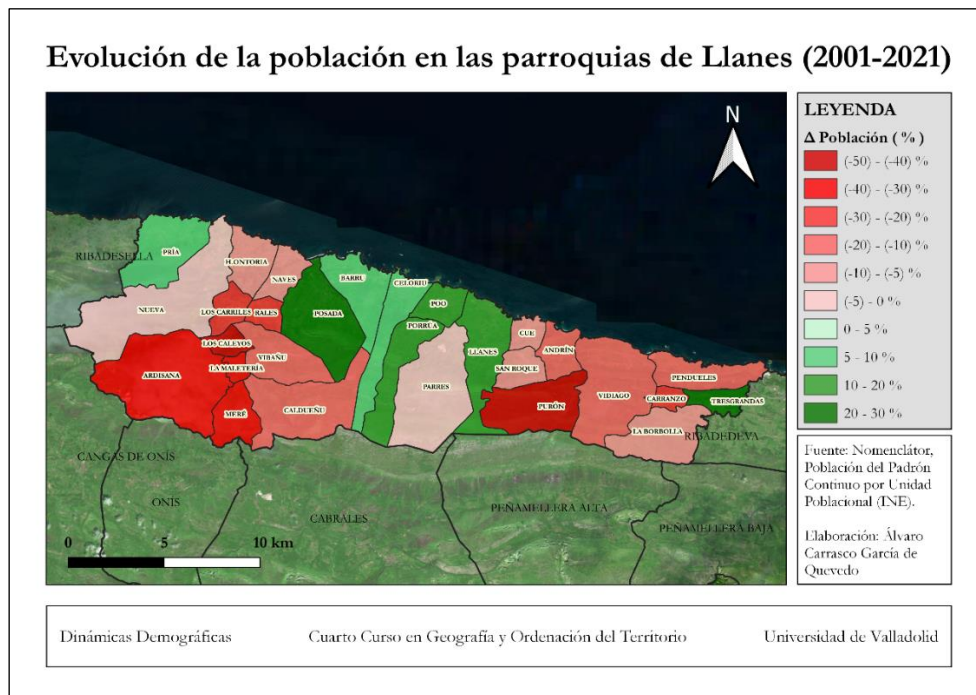 Evolución de la población en las parroquias de Llanes (2001-2021)
N
RIBADESELLA
PRÍA
HONTORIA
NAVES
NUEVA
LOS CARRILES
RALES
POSADA
BARRU
CELORIU
POO
PORRÚA
LLANES
CUE
ANDRÍN
LOS CALEYOS
VIBAÑU
LA MALETERÍA
ARDISANA
MERÉ
CALDUEÑU
PARRES
SAN ROQUE
PURÓN
VIDIAGO
PENDUELES
CARRANZO
TRESGRANDAS
LA BORBOLLA
RIBADEDEVA
CANGAS DE ONÍS
ONÍS
CABRALES
PEÑAMELLERA ALTA
PEÑAMELLERA BAJA
0 5 10 km
LEYENDA
Δ Población ( % )
(-50) - (-40) %
(-40) - (-30) %
(-30) - (-20) %
(-20) - (-10) %
(-10) - (-5) %
(-5) - 0 %
0 - 5 %
5 - 10 %
10 - 20 %
20 - 30 %
Fuente: Nomenclátor,
Población del Padrón
Continuo por Unidad
Poblacional (INE).
Elaboración: Álvaro
Carrasco García de
Quevedo
Dinámicas Demográficas Cuarto Curso en Geografía y Ordenación del Territorio Universidad de Valladolid